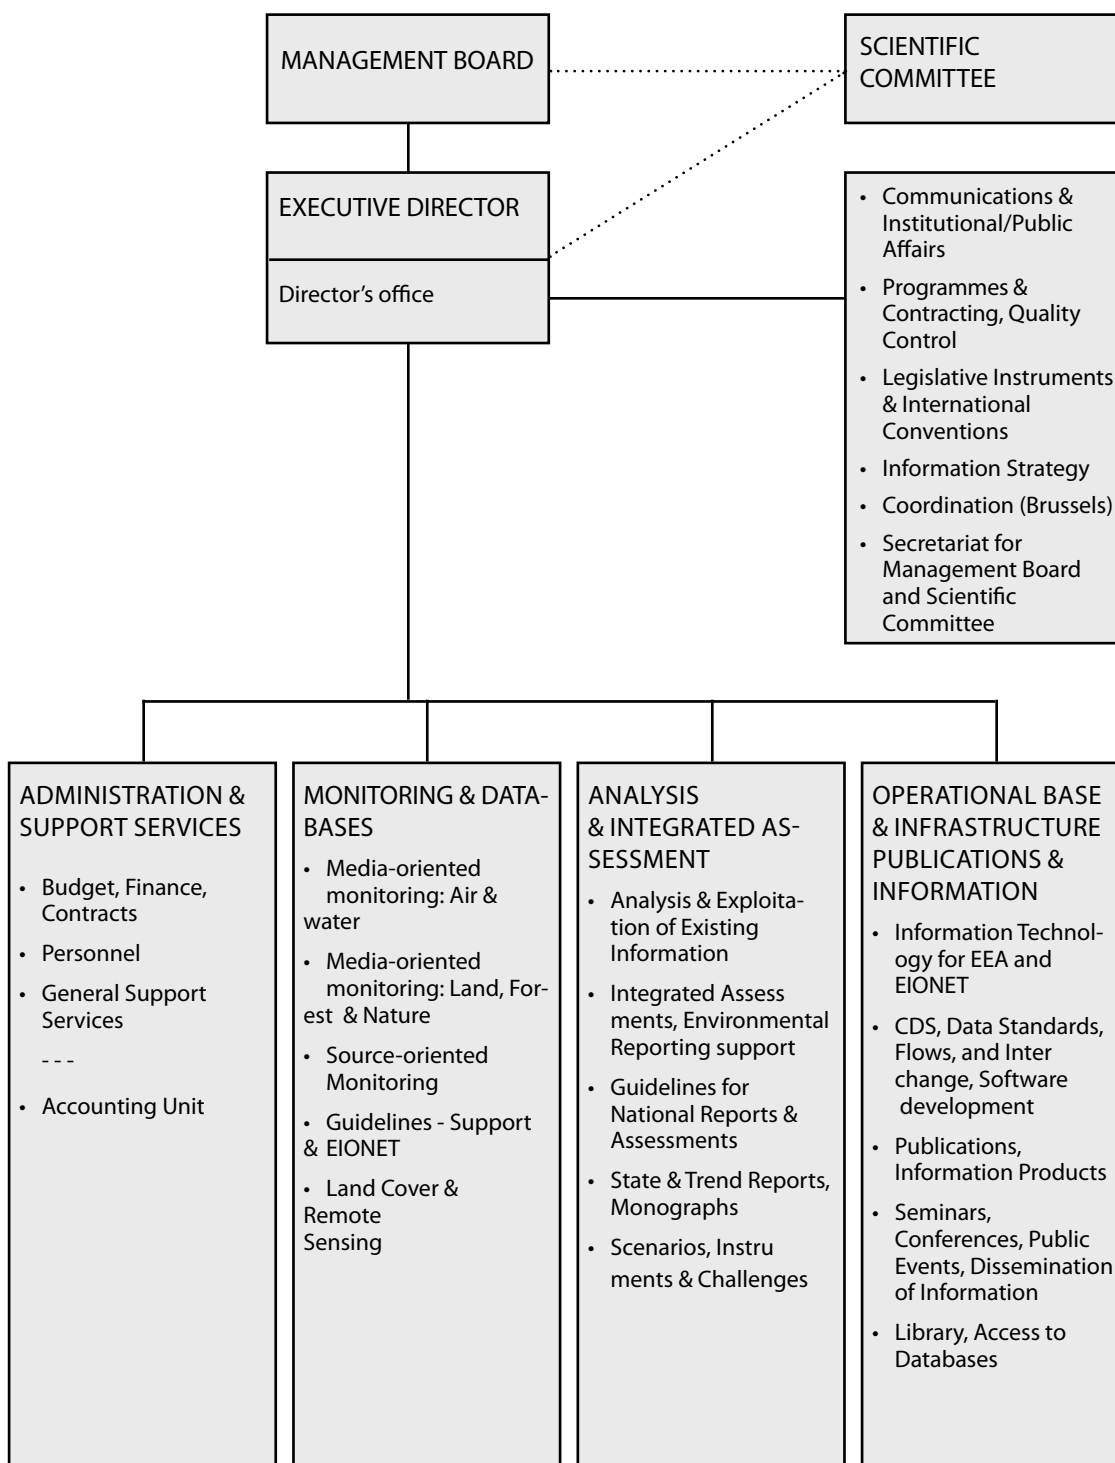 MANAGEMENT BOARD
SCIENTIFIC
COMMITTEE
EXECUTIVE DIRECTOR
Director's office
• Communications &
Institutional/Public
Affairs
• Programmes &
Contracting, Quality
Control
• Legislative Instruments
& International
Conventions
• Information Strategy
• Coordination (Brussels)
• Secretariat for
Management Board
and Scientific
Committee
ADMINISTRATION &
SUPPORT SERVICES
• Budget, Finance,
Contracts
• Personnel
• General Support
Services
- - -
• Accounting Unit
MONITORING & DATA-
BASES
• Media-oriented
monitoring: Air &
water
• Media-oriented
monitoring: Land, For-
est & Nature
• Source-oriented
Monitoring
• Guidelines - Support
& EIONET
• Land Cover &
Remote
Sensing
ANALYSIS
& INTEGRATED AS-
SESSMENT
• Analysis & Exploita-
tion of Existing
Information
• Integrated Assess
ments, Environmental
Reporting support
• Guidelines for
National Reports &
Assessments
• State & Trend Reports,
Monographs
• Scenarios, Instru
ments & Challenges
OPERATIONAL BASE
& INFRASTRUCTURE
PUBLICATIONS &
INFORMATION
• Information Technol-
ogy for EEA and
EIONET
• CDS, Data Standards,
Flows, and Inter
change, Software
development
• Publications,
Information Products
• Seminars,
Conferences, Public
Events, Dissemination
of Information
• Library, Access to
Databases